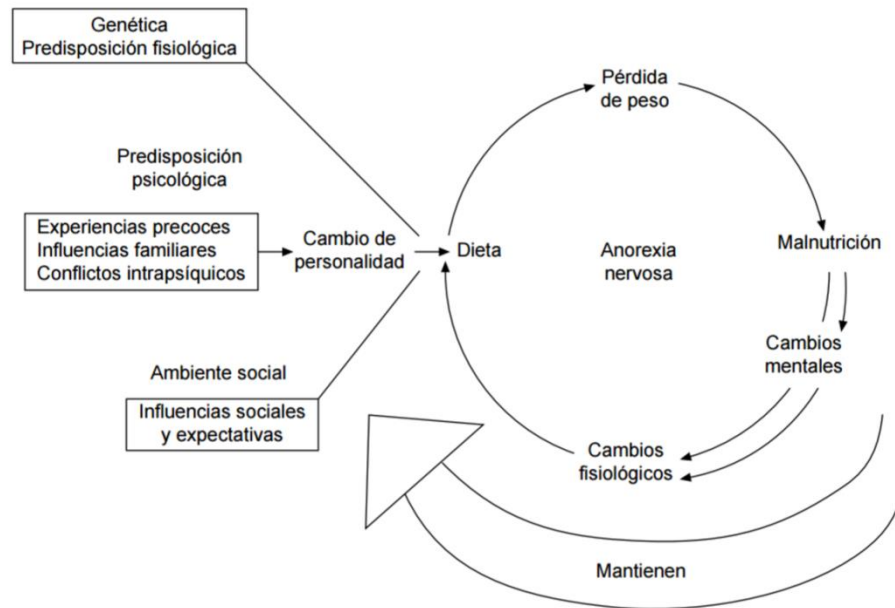 Genética
Predisposición fisiológica
Predisposición
psicológica
Experiencias precoces
Influencias familiares
Conflictos intrapsíquicos
Cambio de
personalidad
Ambiente social
Influencias sociales
y expectativas
Dieta
Pérdida
de peso
Anorexia
nervosa
Malnutrición
Cambios
mentales
Cambios
fisiológicos
Mantienen